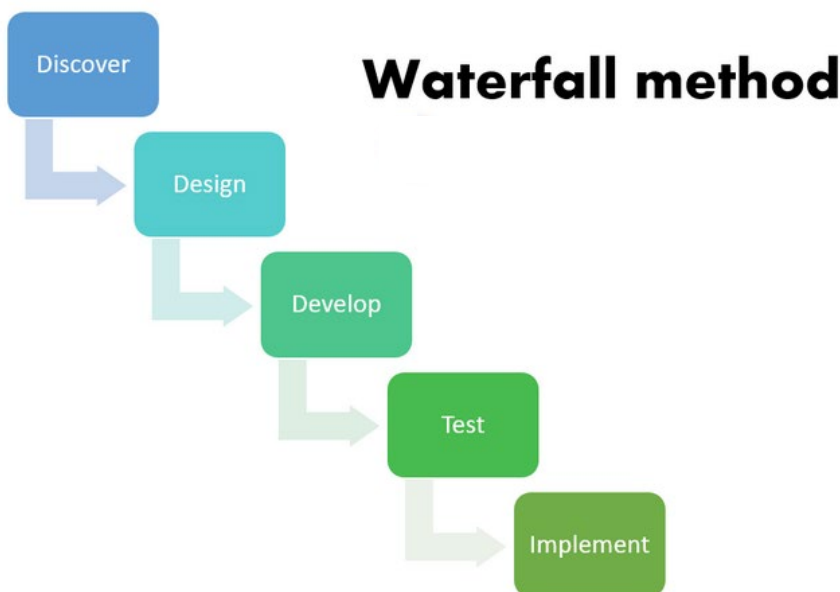 Discover
Waterfall method
Design
Develop
Test
Implement